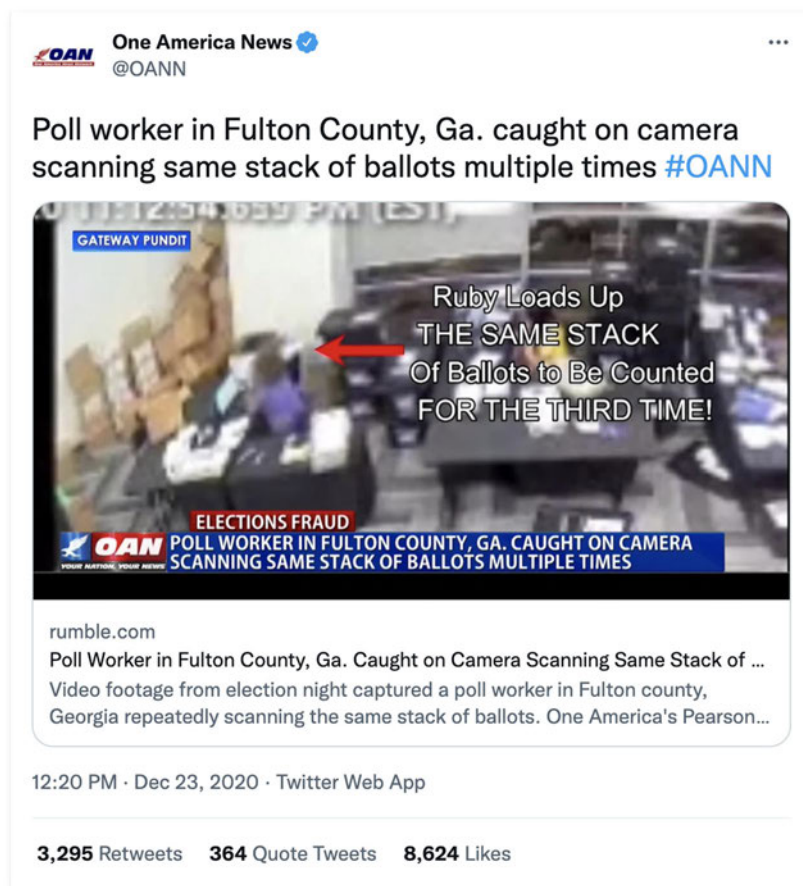 OAN
One America News
@OANN
Poll worker in Fulton County, Ga. caught on camera
scanning same stack of ballots multiple times #OANN
GATEWAY PUNDIT
Ruby Loads Up
THE SAME STACK
Of Ballots to Be Counted
FOR THE THIRD TIME!
ELECTIONS FRAUD
OAN
YOUR NATION, YOUR NEWS
POLL WORKER IN FULTON COUNTY, GA. CAUGHT ON CAMERA
SCANNING SAME STACK OF BALLOTS MULTIPLE TIMES
rumble.com
Poll Worker in Fulton County, Ga. Caught on Camera Scanning Same Stack of ...
Video footage from election night captured a poll worker in Fulton county,
Georgia repeatedly scanning the same stack of ballots. One America's Pearson...
12:20 PM · Dec 23, 2020 · Twitter Web App
3,295 Retweets 364 Quote Tweets 8,624 Likes